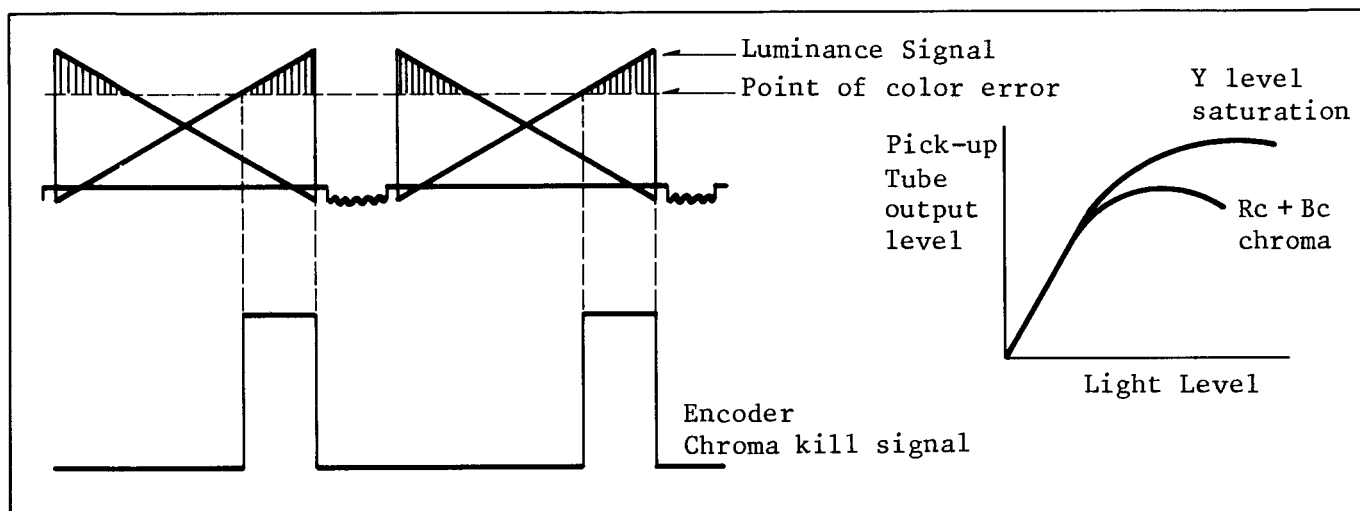 Luminance Signal
Point of color error
Y level
saturation
Pick-up
Tube
output
level
Rc + Bc
chroma
Light Level
Encoder
Chroma kill signal